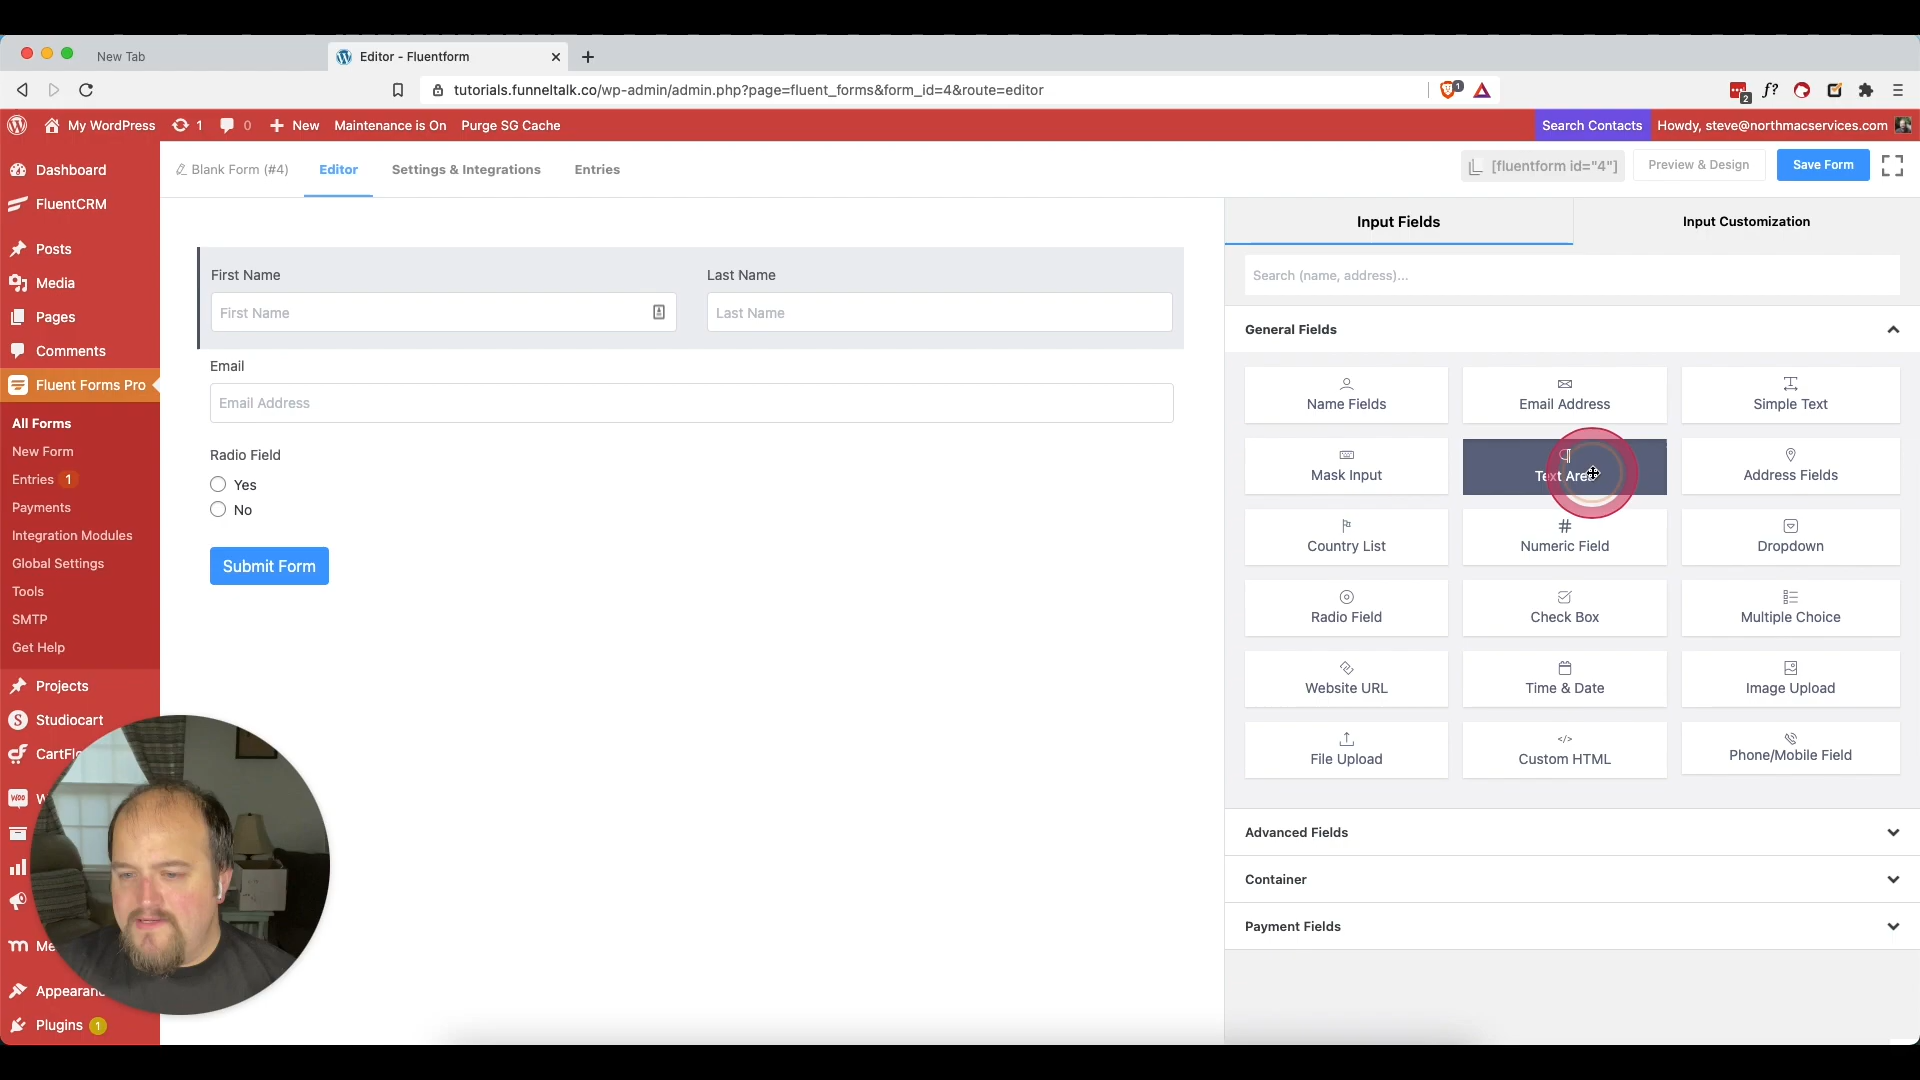 New Tab
Editor - Fluentform
tutorials.funneltalk.co/wp-admin/admin.php?page=fluent_forms&form_id=4&route=editor
1
2
f?
My WordPress
1
0
New
Maintenance is On
Purge SG Cache
Search Contacts
Howdy, steve@northmacservices.com
Dashboard
FluentCRM
Posts
Media
Pages
Comments
Fluent Forms Pro
All Forms
New Form
Entries 1
Payments
Integration Modules
Global Settings
Tools
SMTP
Get Help
Projects
Studiocart
CartFlo
Woo W
Me
Appearanc
Plugins 1
Blank Form (#4)
Editor
Settings & Integrations
Entries
[fluentform id="4"]
Preview & Design
Save Form
First Name
Last Name
First Name
Last Name
Email
Email Address
Radio Field
Yes
No
Submit Form
Input Fields
Input Customization
Search (name, address)...
General Fields
Name Fields
Email Address
Simple Text
Mask Input
Text Area
Address Fields
Country List
Numeric Field
Dropdown
Radio Field
Check Box
Multiple Choice
Website URL
Time & Date
Image Upload
File Upload
Custom HTML
Phone/Mobile Field
Advanced Fields
Container
Payment Fields